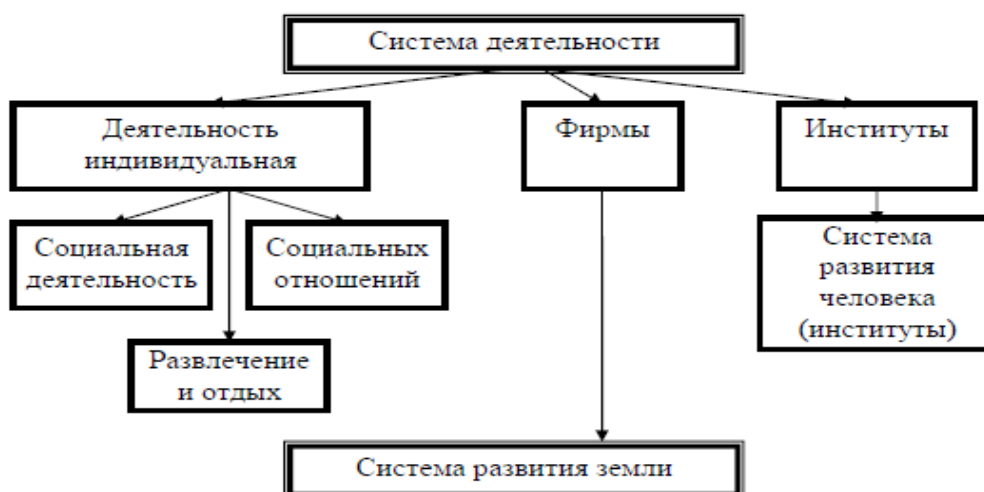 Система деятельности
Деятельность
индивидуальная
Фирмы
Институты
Социальная
деятельность
Социальных
отношений
Система
развития
человека
(институты)
Развлечение
и отдых
Система развития земли